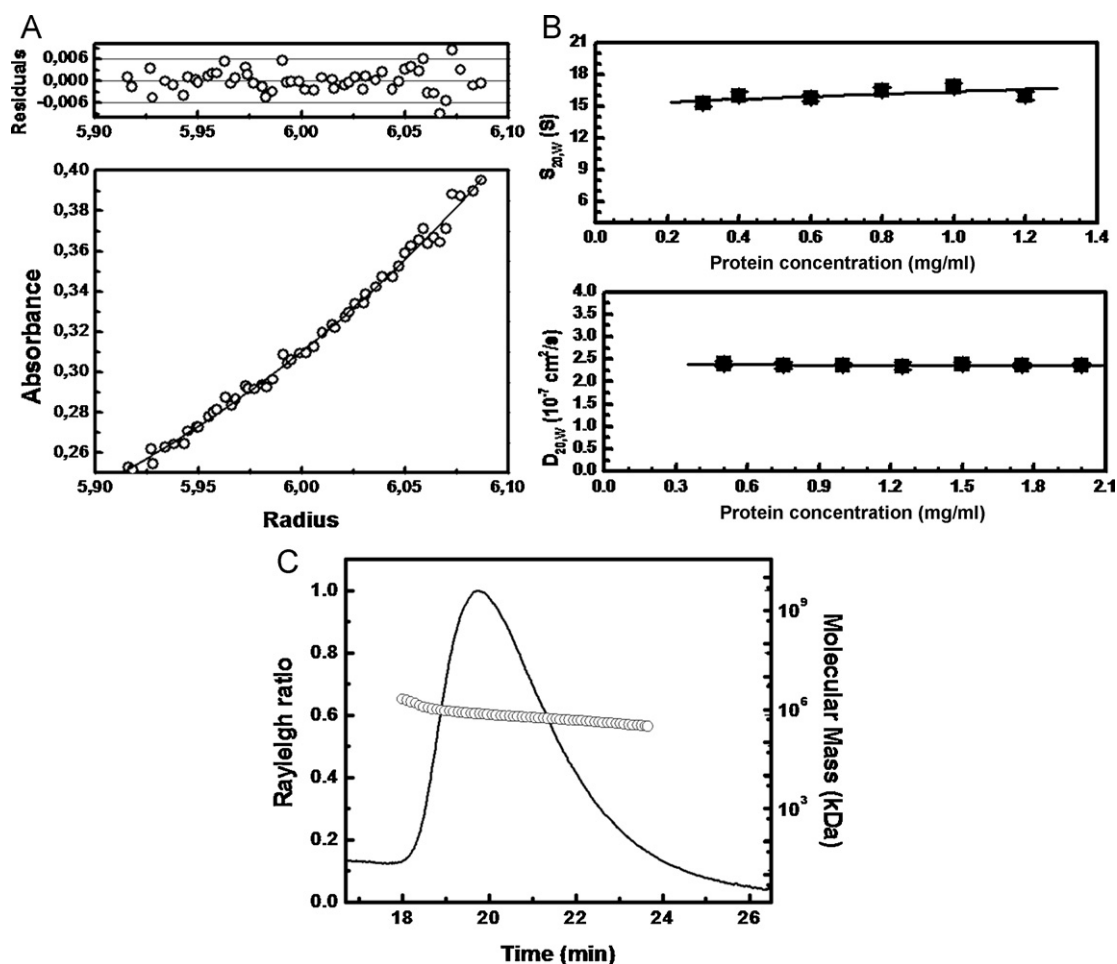 A
Residuals
0,006
0,000
-0,006
5,90 5,95 6,00 6,05 6,10
Absorbance
0,40
0,38
0,36
0,34
0,32
0,30
0,28
0,26
5,90 5,95 6,00 6,05 6,10
Radius
B
S20,W (S)
21
18
15
12
9
6
0.0 0.2 0.4 0.6 0.8 1.0 1.2 1.4
Protein concentration (mg/ml)
D20,W (10-7 cm2/s)
4.0
3.5
3.0
2.5
2.0
1.5
1.0
0.5
0.0
0.0 0.3 0.6 0.9 1.2 1.5 1.8 2.1
Protein concentration (mg/ml)
C
Rayleigh ratio
1.0
0.8
0.6
0.4
0.2
0.0
18 20 22 24 26
Time (min)
10^9
10^6
10^3
Molecular Mass (kDa)